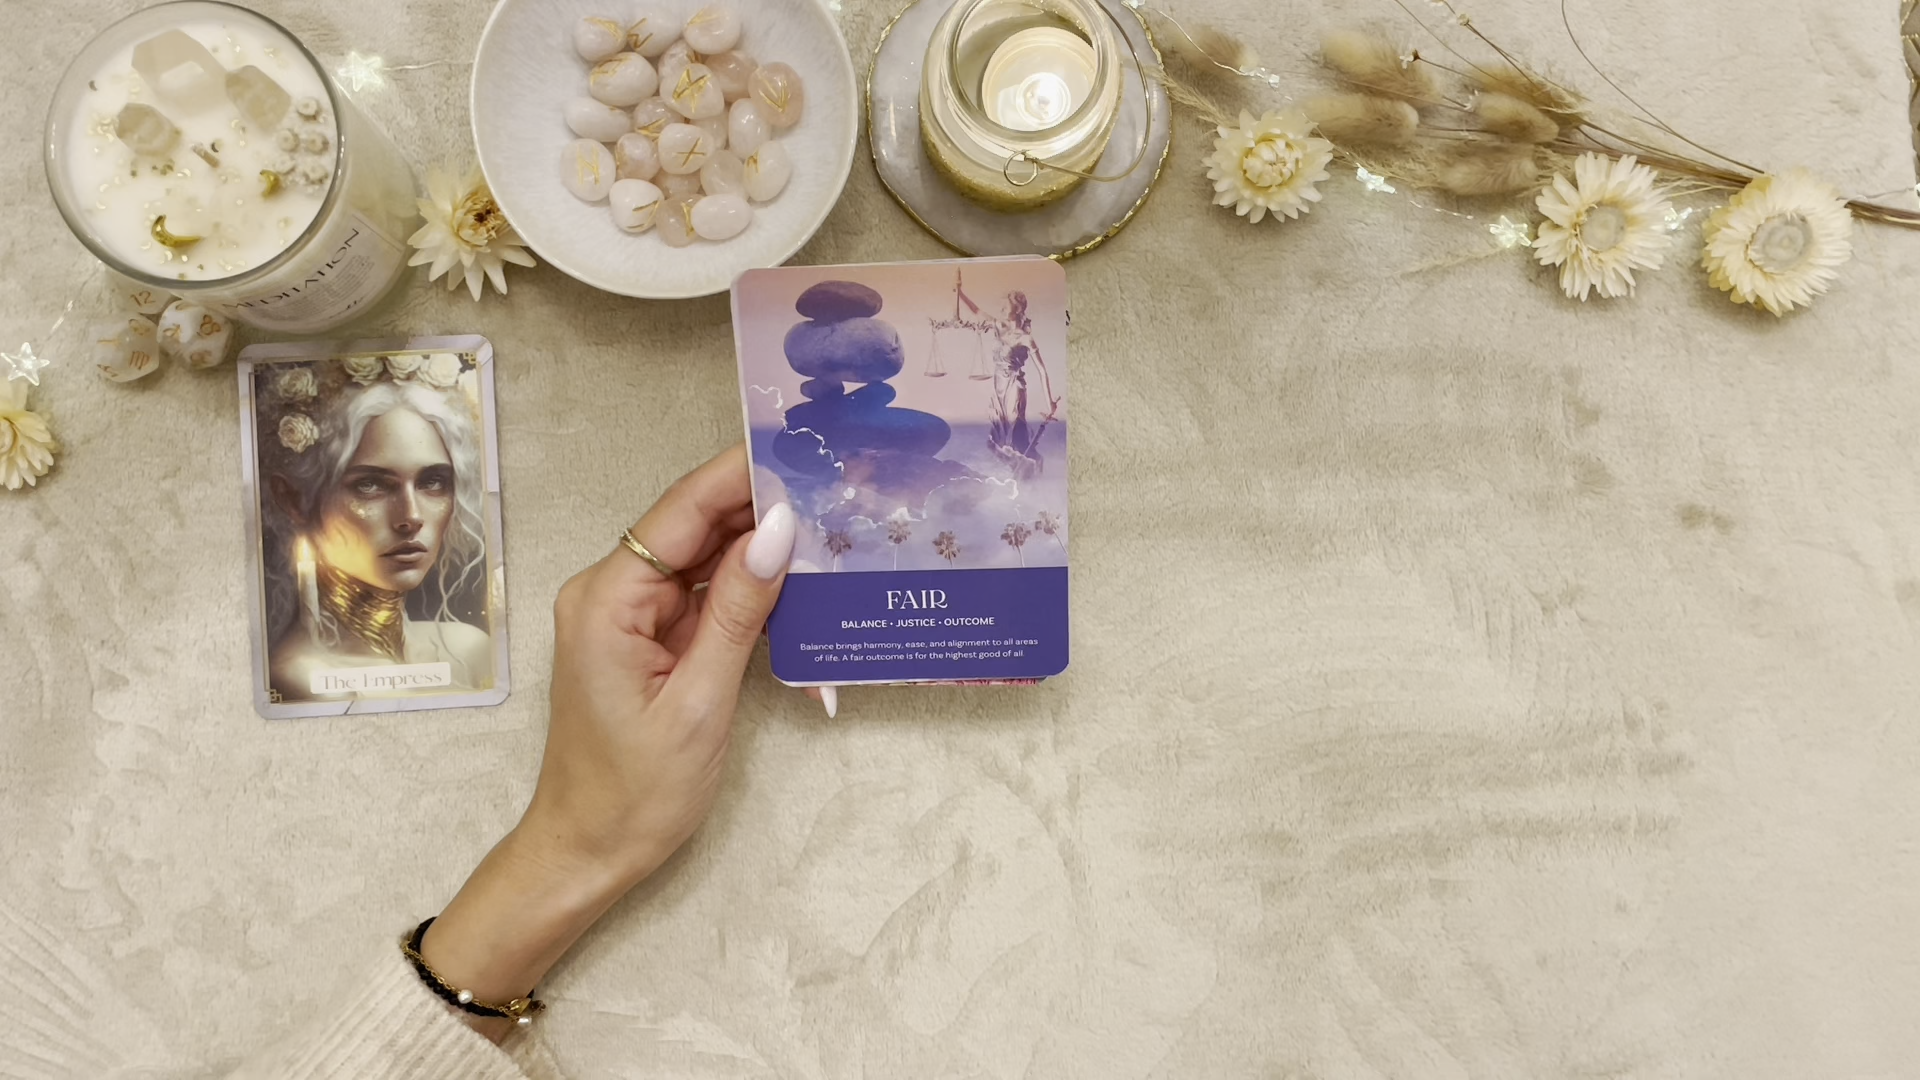 MEDITATION
12
The Empress
FAIR
BALANCE • JUSTICE • OUTCOME
Balance brings harmony, ease, and alignment to all areas
of life. A fair outcome is for the highest good of all.